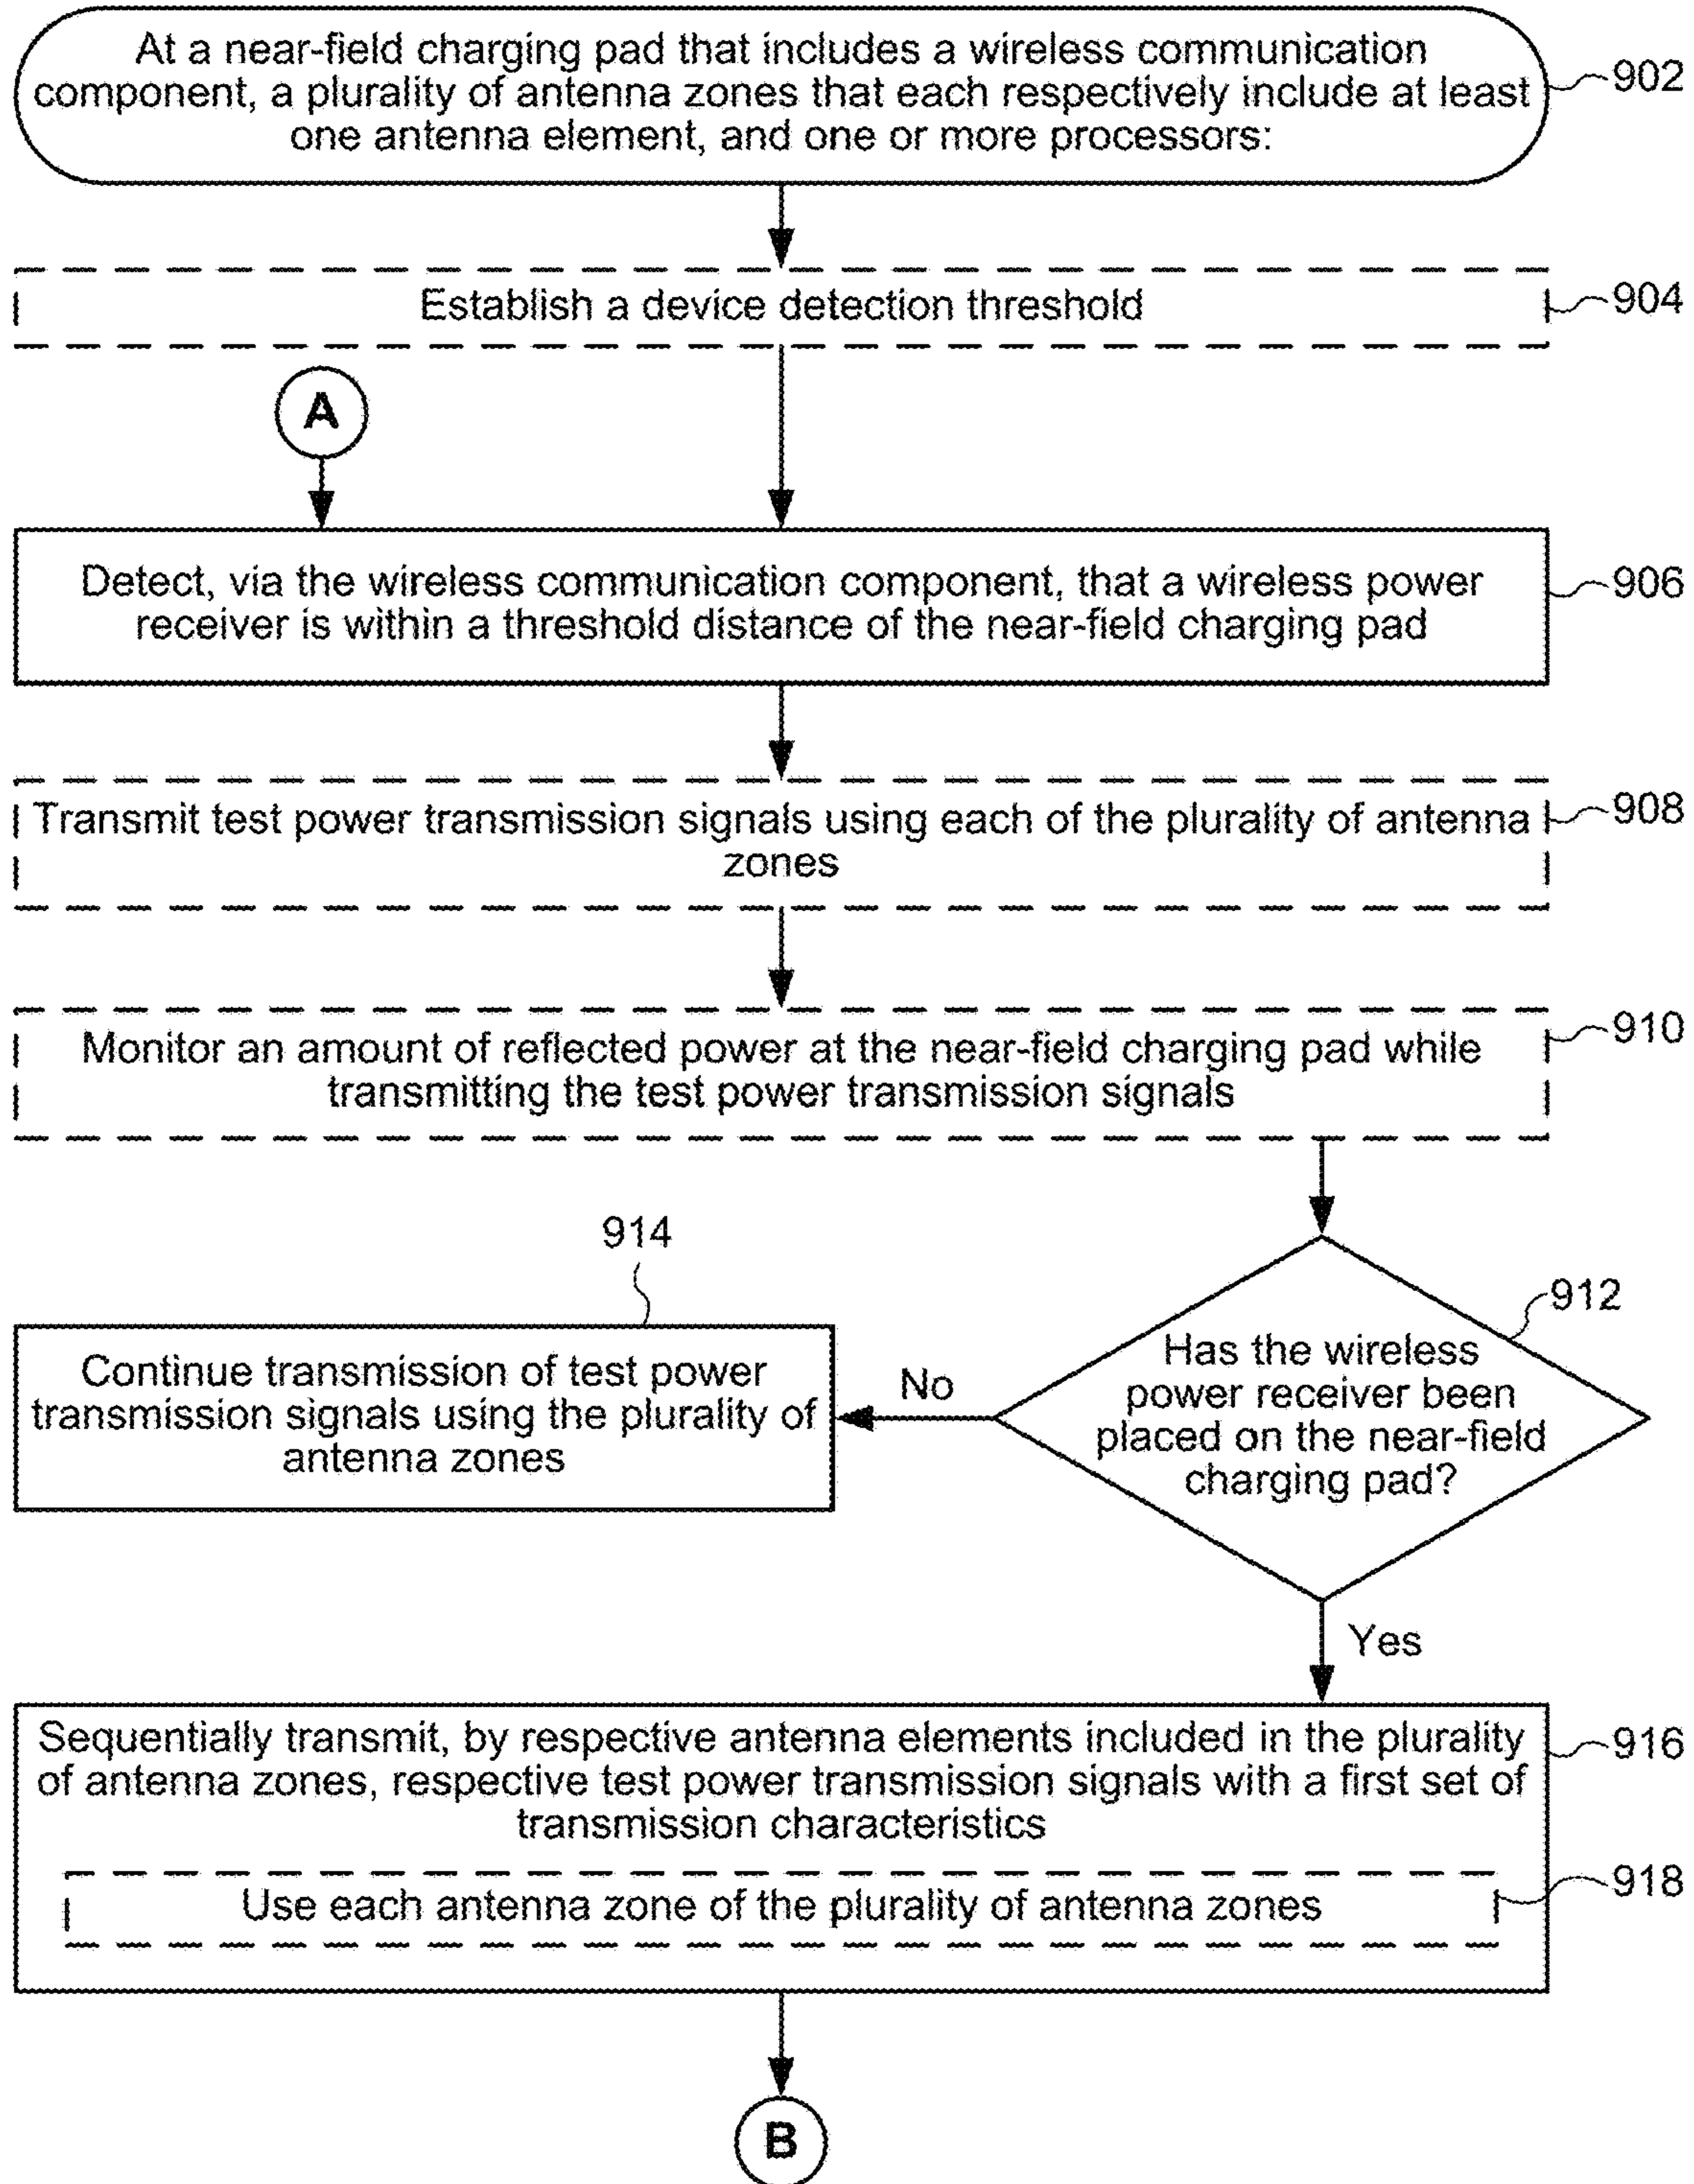 At a near-field charging pad that includes a wireless communication
component, a plurality of antenna zones that each respectively include at least
one antenna element, and one or more processors:
902
Establish a device detection threshold
904
A
Detect, via the wireless communication component, that a wireless power
receiver is within a threshold distance of the near-field charging pad
906
Transmit test power transmission signals using each of the plurality of antenna
zones
908
Monitor an amount of reflected power at the near-field charging pad while
transmitting the test power transmission signals
910
912
Has the wireless
power receiver been
placed on the near-field
charging pad?
No
914
Continue transmission of test power
transmission signals using the plurality of
antenna zones
Yes
Sequentially transmit, by respective antenna elements included in the plurality
of antenna zones, respective test power transmission signals with a first set of
transmission characteristics
916
Use each antenna zone of the plurality of antenna zones
918
B